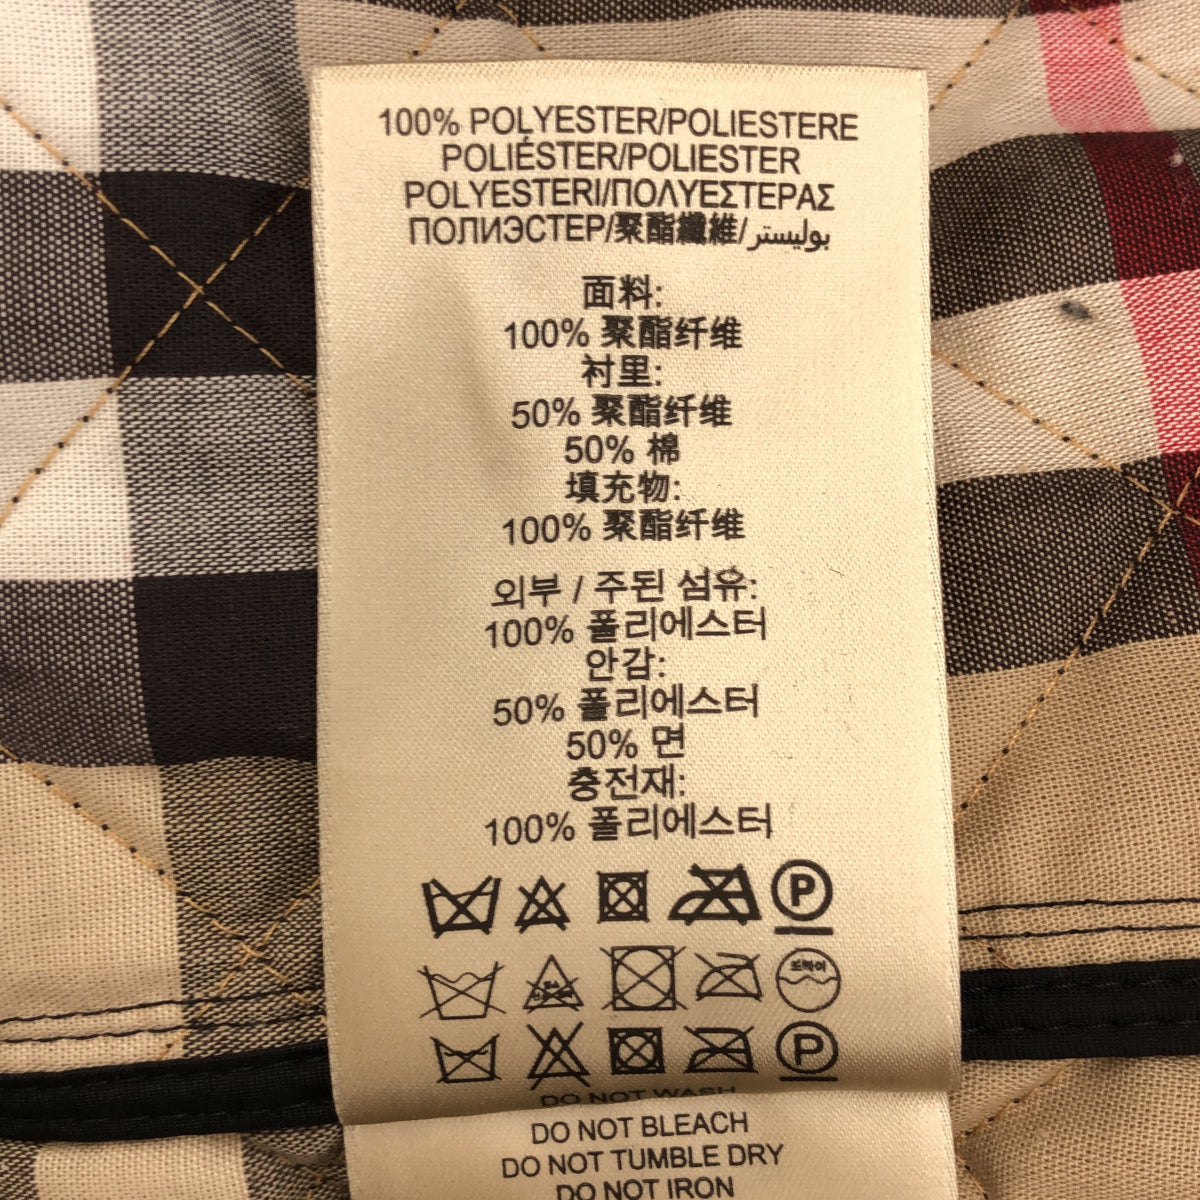 100% POLYESTER/POLIESTERE
POLIÉSTER/POLIESTER
POLYESTERI/ΠΟΛΥΕΣΤΕΡΑΣ
ПОЛИЭСТЕР/聚酯纖維/بوليستر
面料:
100% 聚酯纤维
衬里:
50% 聚酯纤维
50% 棉
填充物:
100% 聚酯纤维
외부 / 주된 섬유:
100% 폴리에스터
안감:
50% 폴리에스터
50% 면
충전재:
100% 폴리에스터
P
드라이
P
DO NOT WASH
DO NOT BLEACH
DO NOT TUMBLE DRY
DO NOT IRON